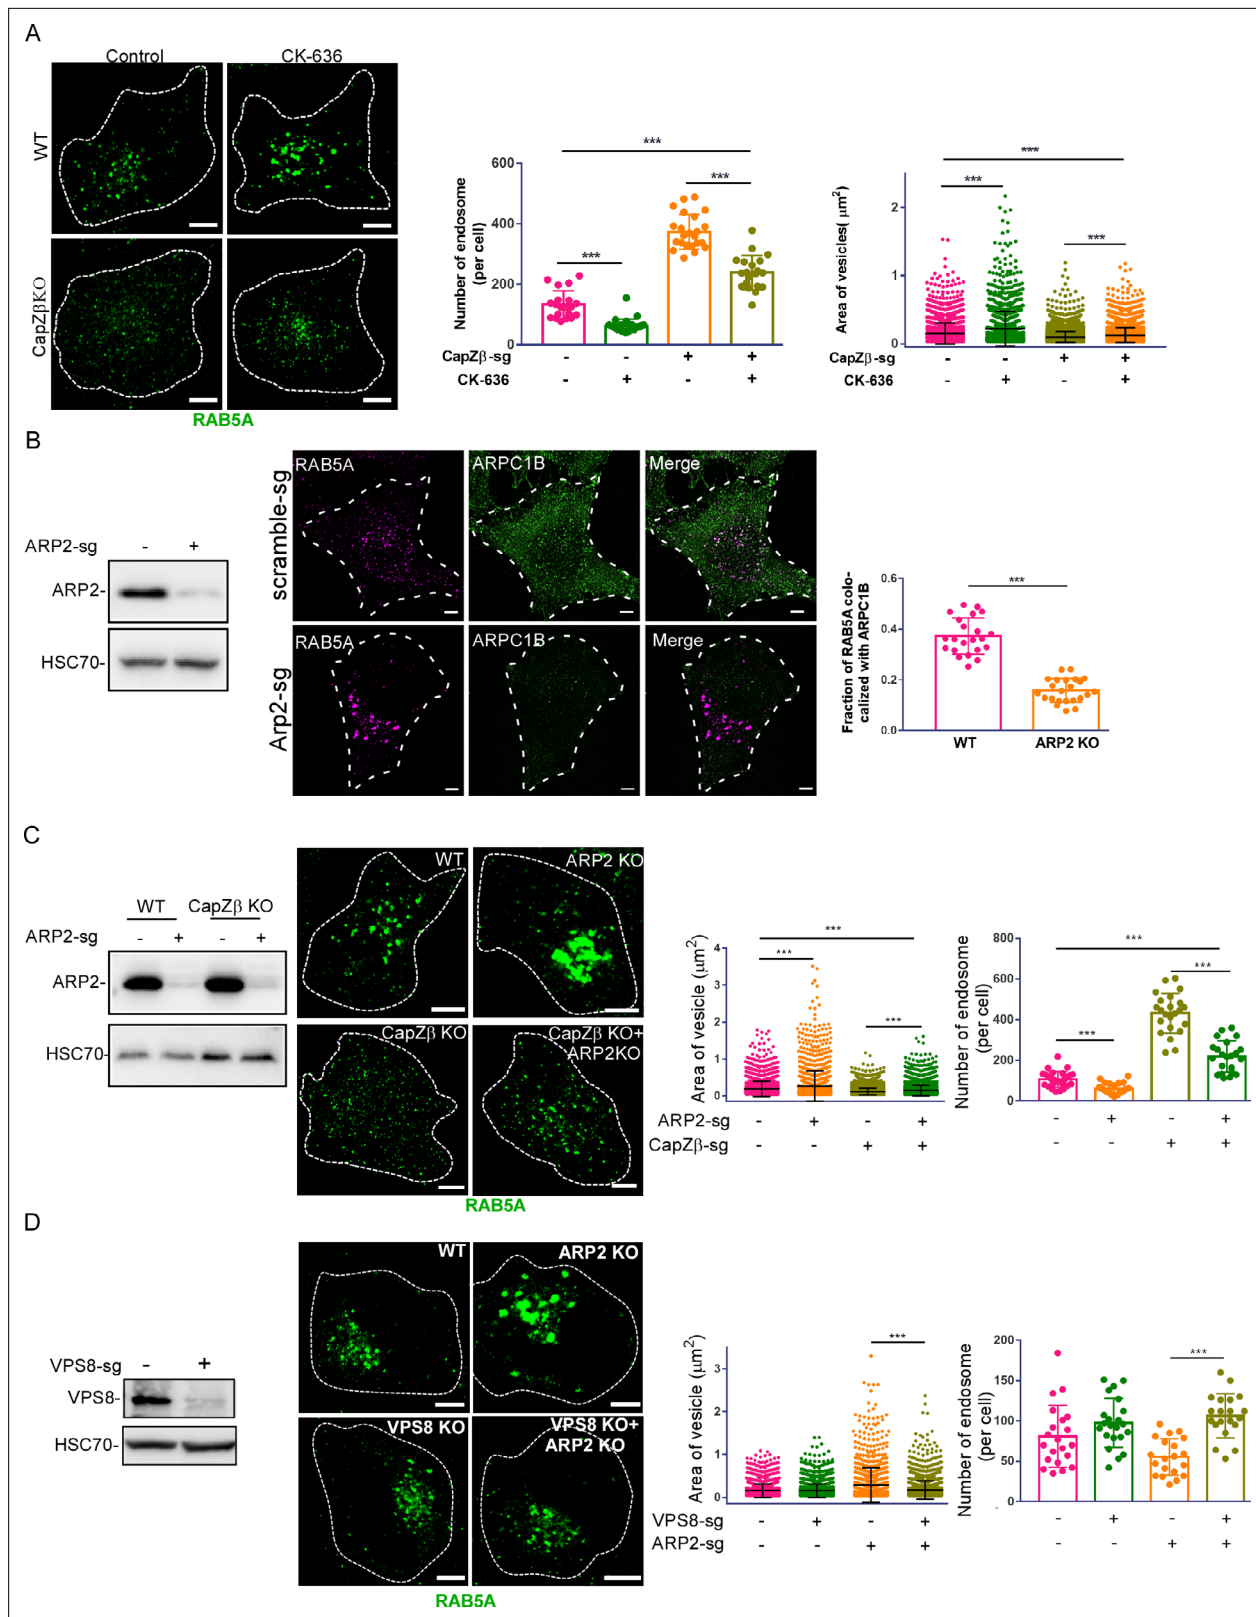 A
Control
CK-636
WT
CapZβKO
RAB5A
Number of endosome
(per cell)
600
400
200
0
***
***
***
CapZβ-sg
- - + +
CK-636
- + - +
Area of vesicles( μm²)
2
1
0
***
***
***
CapZβ-sg
- - + +
CK-636
- + - +
B
ARP2-sg - +
ARP2-
HSC70-
scramble-sg
RAB5A
ARPC1B
Merge
Arp2-sg
RAB5A
ARPC1B
Merge
Fraction of RAB5A colo-
calized with ARPC1B
0.6
0.4
0.2
0.0
***
WT
ARP2 KO
C
WT
CapZβ KO
ARP2-sg - + - +
ARP2-
HSC70-
WT
ARP2 KO
CapZβ KO
CapZβ KO+
ARP2KO
RAB5A
Area of vesicle (μm²)
4
3
2
1
0
***
***
***
ARP2-sg - + - +
CapZβ-sg - - + +
Number of endosome
(per cell)
800
600
400
200
0
***
***
***
- + - +
- - + +
D
VPS8-sg - +
VPS8-
HSC70-
WT
ARP2 KO
VPS8 KO
VPS8 KO+
ARP2 KO
RAB5A
Area of vesicle (μm²)
3
2
1
0
***
VPS8-sg - + - +
ARP2-sg - - + +
Number of endosome
(per cell)
200
150
100
50
0
***
- + - +
- - + +